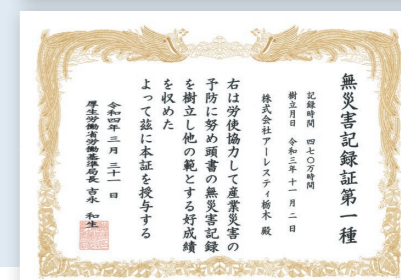 無災害記録証第一種
記録時間　四七〇万時間
樹立月日　令和三年十一月二日
株式会社アーレスティ栃木　殿
右は労使協力して産業災害の
予防に努め頭書の無災害記録
を樹立し他の範とする好成績
を収めた
よって茲に本証を授与する
令和四年三月三十一日
厚生労働省労働基準局長　吉永　和生